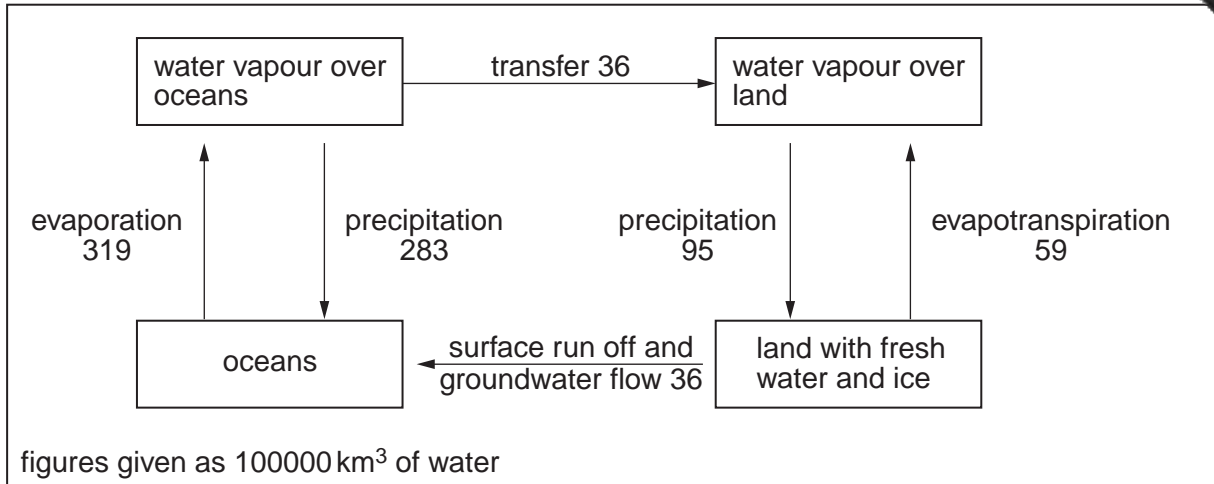 water vapour over
oceans
transfer 36
water vapour over
land
evaporation
319
precipitation
283
precipitation
95
evapotranspiration
59
oceans
surface run off and
groundwater flow 36
land with fresh
water and ice
figures given as 100000 km³ of water